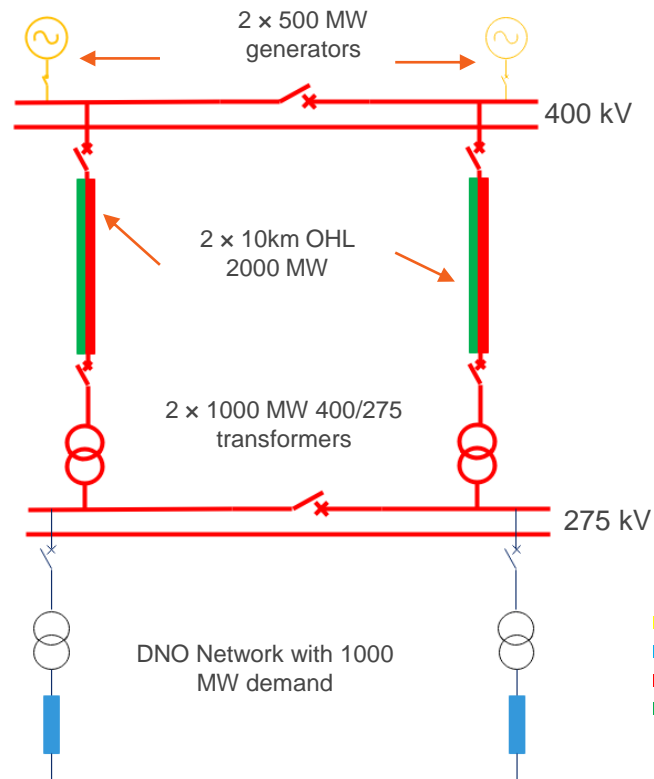 2 × 500 MW
generators
400 kV
2 × 10km OHL
2000 MW
2 × 1000 MW 400/275
transformers
275 kV
DNO Network with 1000
MW demand